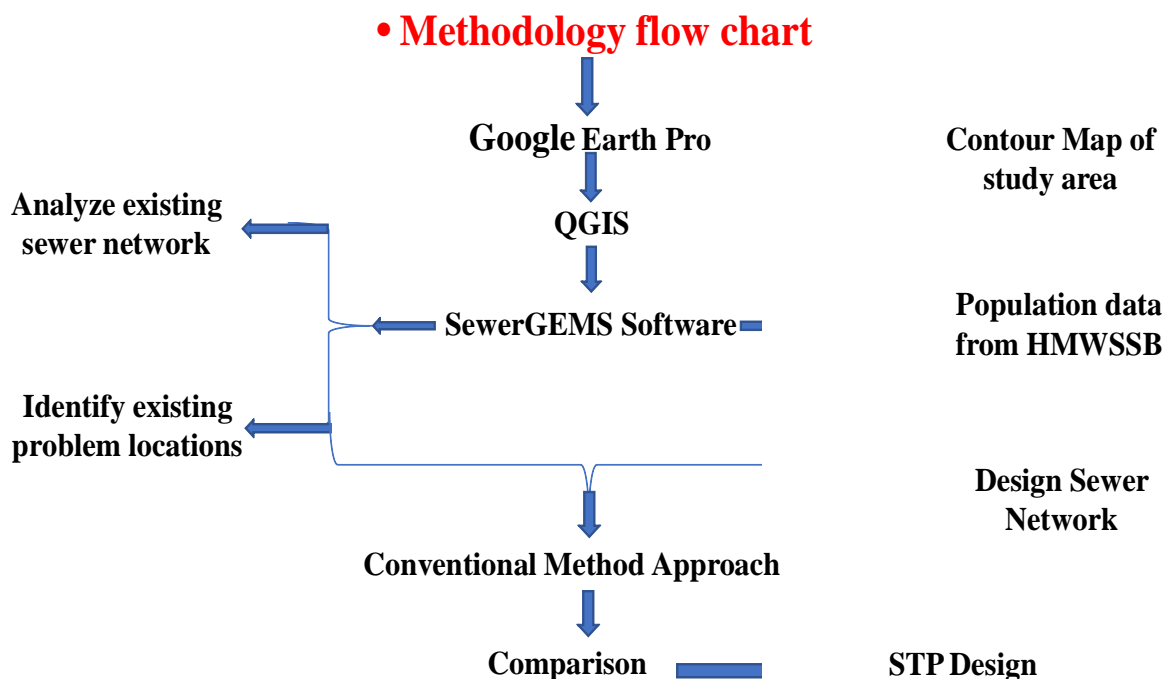 • Methodology flow chart
Google Earth Pro
Contour Map of
study area
QGIS
Analyze existing
sewer network
SewerGEMS Software
Population data
from HMWSSB
Identify existing
problem locations
Design Sewer
Network
Conventional Method Approach
Comparison
STP Design